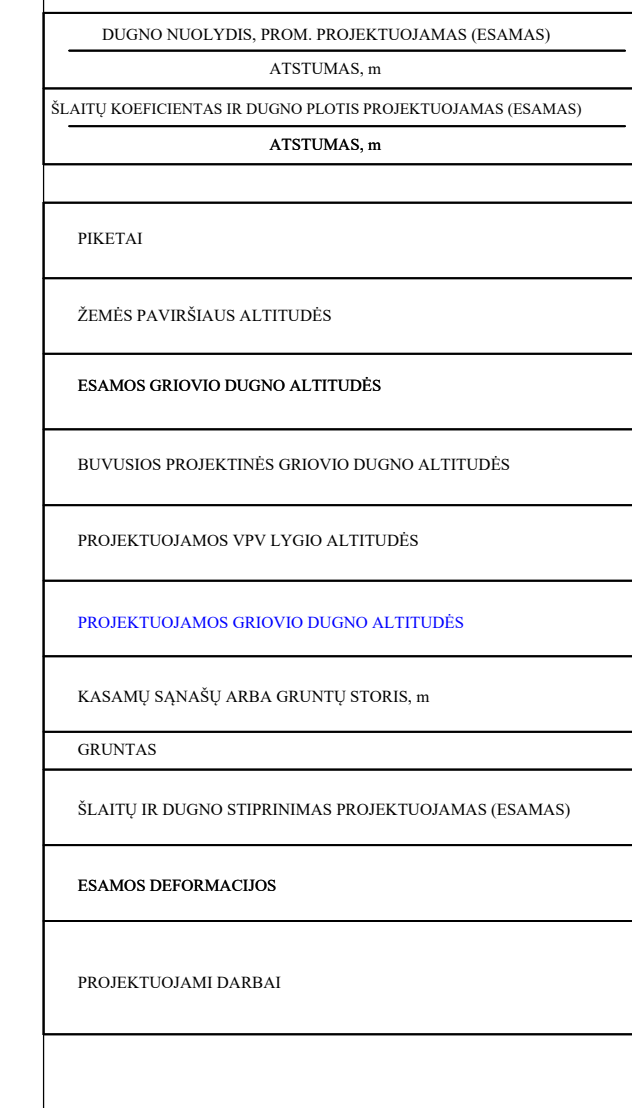 DUGNO NUOLYDIS, PROM. PROJEKTUOJAMAS (ESAMAS)
ATSTUMAS, m
ŠLAITŲ KOEFICIENTAS IR DUGNO PLOTIS PROJEKTUOJAMAS (ESAMAS)
ATSTUMAS, m
PIKETAI
ŽEMĖS PAVIRŠIAUS ALTITUDĖS
ESAMOS GRIOVIO DUGNO ALTITUDĖS
BUVUSIOS PROJEKTINĖS GRIOVIO DUGNO ALTITUDĖS
PROJEKTUOJAMOS VPV LYGIO ALTITUDĖS
PROJEKTUOJAMOS GRIOVIO DUGNO ALTITUDĖS
KASAMŲ SĄNAŠŲ ARBA GRUNTŲ STORIS, m
GRUNTAS
ŠLAITŲ IR DUGNO STIPRINIMAS PROJEKTUOJAMAS (ESAMAS)
ESAMOS DEFORMACIJOS
PROJEKTUOJAMI DARBAI